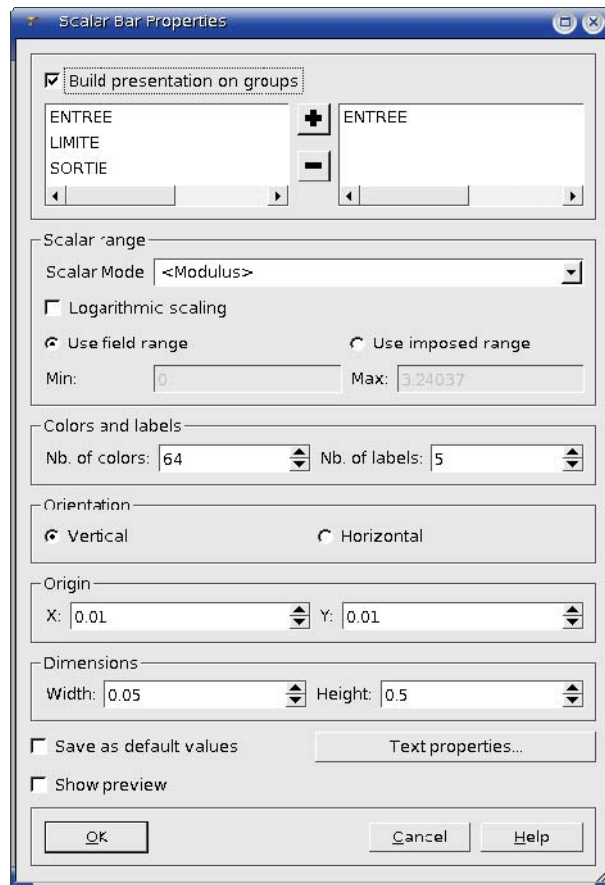 Scalar Bar Properties
Build presentation on groups
ENTREE
LIMITE
SORTIE
ENTREE
Scalar range
Scalar Mode <Modulus>
Logarithmic scaling
Use field range Use imposed range
Min: 0 Max: 3.24037
Colors and labels
Nb. of colors: 64 Nb. of labels: 5
Orientation
Vertical Horizontal
Origin
X: 0.01 Y: 0.01
Dimensions
Width: 0.05 Height: 0.5
Save as default values Text properties...
Show preview
OK Cancel Help